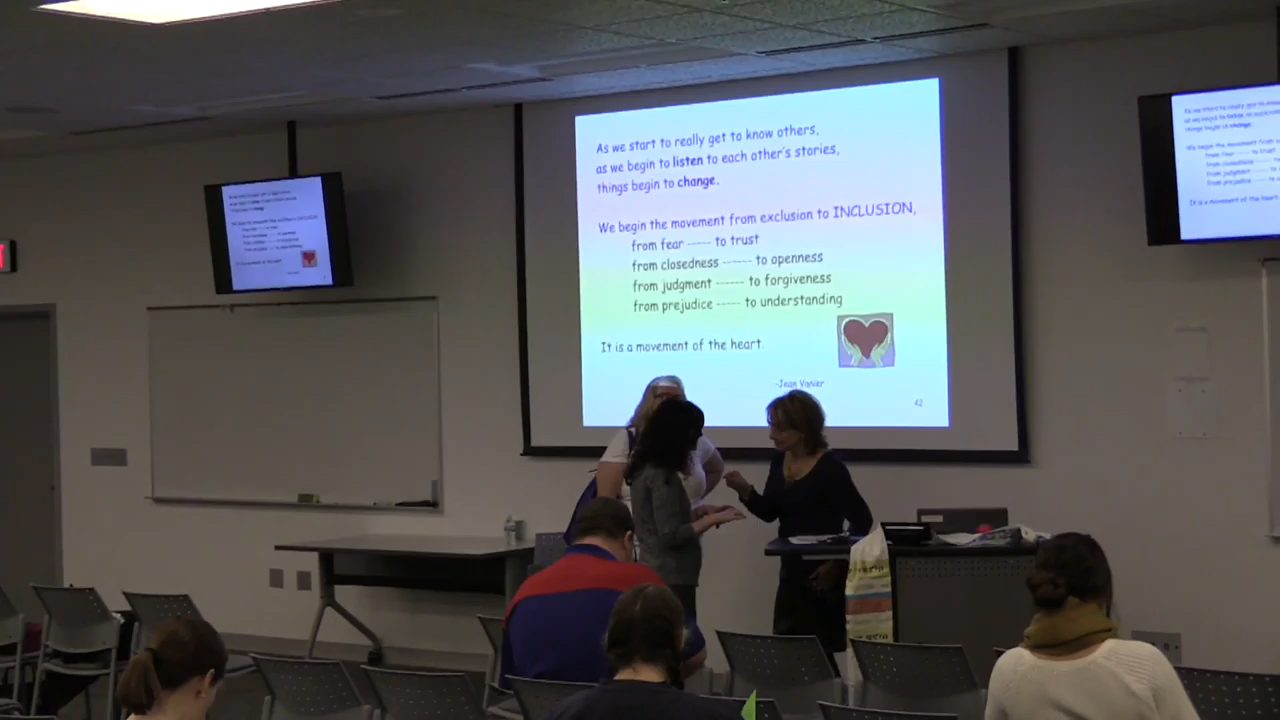 As we start to really get to know others,
as we begin to listen to each other's stories,
things begin to change.
We begin the movement from exclusion to INCLUSION,
from fear ----- to trust
from closedness ------ to openness
from judgment ------- to forgiveness
from prejudice ----- to understanding
It is a movement of the heart.
-Jean Vanier
42